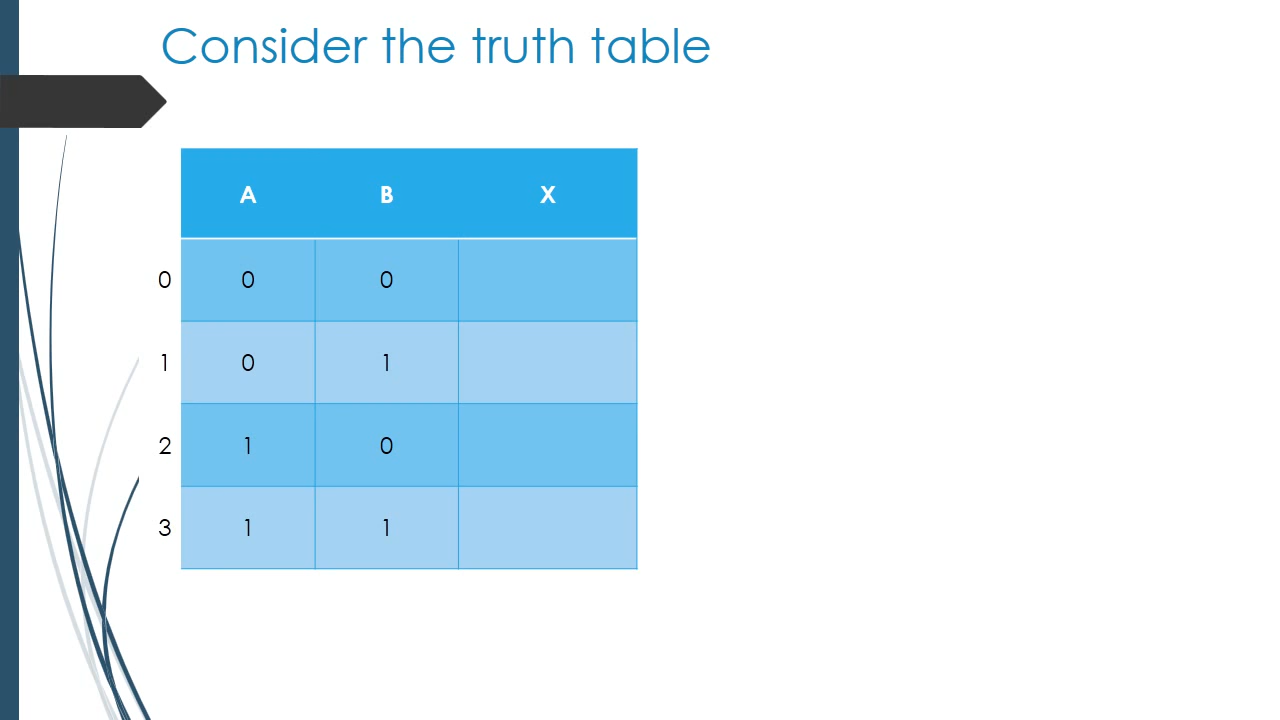 Consider the truth table
A B X
0 0 0
1 0 1
2 1 0
3 1 1